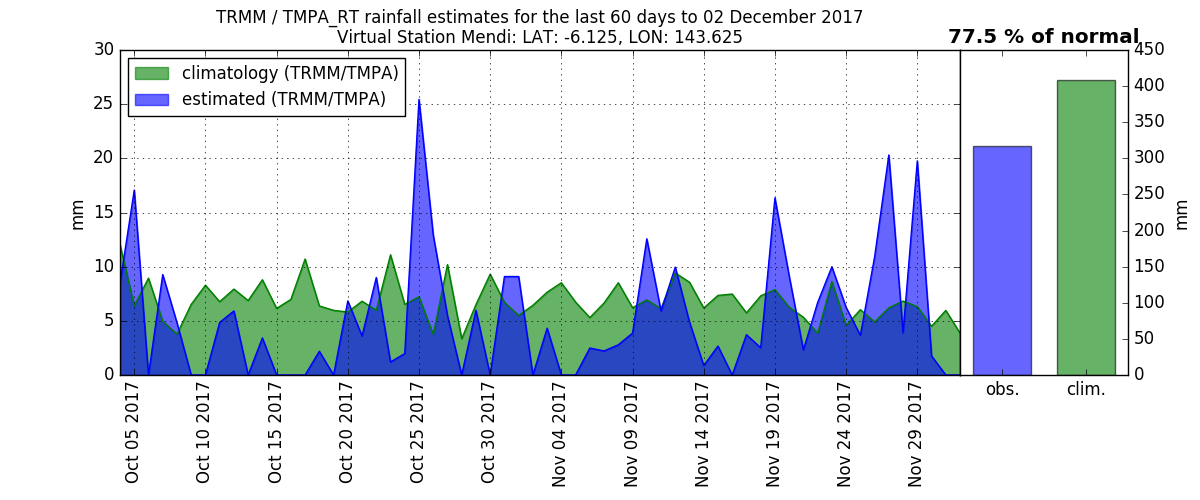 TRMM / TMPA_RT rainfall estimates for the last 60 days to 02 December 2017
Virtual Station Mendi: LAT: -6.125, LON: 143.625
77.5 % of normal
climatology (TRMM/TMPA)
estimated (TRMM/TMPA)
30
25
20
15
10
5
0
mm
Oct 05 2017
Oct 10 2017
Oct 15 2017
Oct 20 2017
Oct 25 2017
Oct 30 2017
Nov 04 2017
Nov 09 2017
Nov 14 2017
Nov 19 2017
Nov 24 2017
Nov 29 2017
450
400
350
300
250
200
150
100
50
0
mm
obs.
clim.